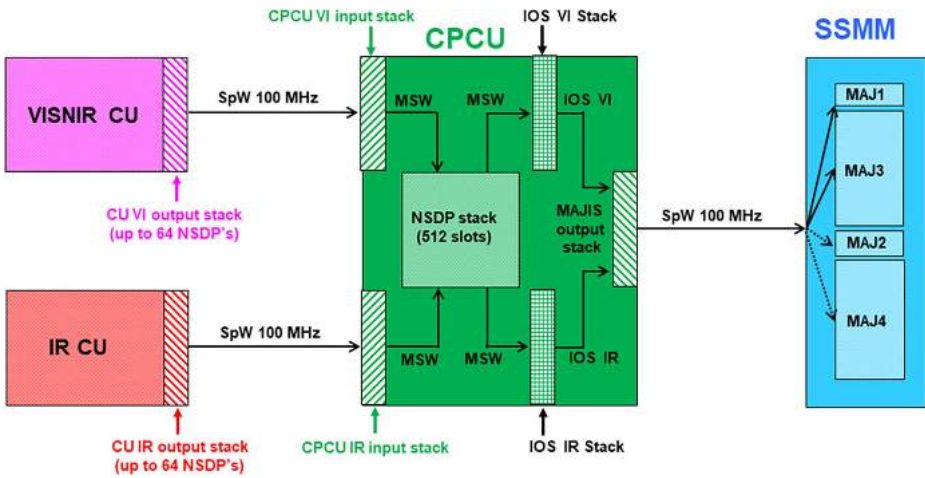 CPCU VI input stack
IOS VI Stack
CPCU
SSMM
VISNIR CU
SpW 100 MHz
MSW
MSW
IOS VI
MAJ1
MAJ3
CU VI output stack
(up to 64 NSDP's)
NSDP stack
(512 slots)
MAJIS
output
stack
SpW 100 MHz
MAJ2
IR CU
SpW 100 MHz
MSW
MSW
IOS IR
MAJ4
CU IR output stack
(up to 64 NSDP's)
CPCU IR input stack
IOS IR Stack